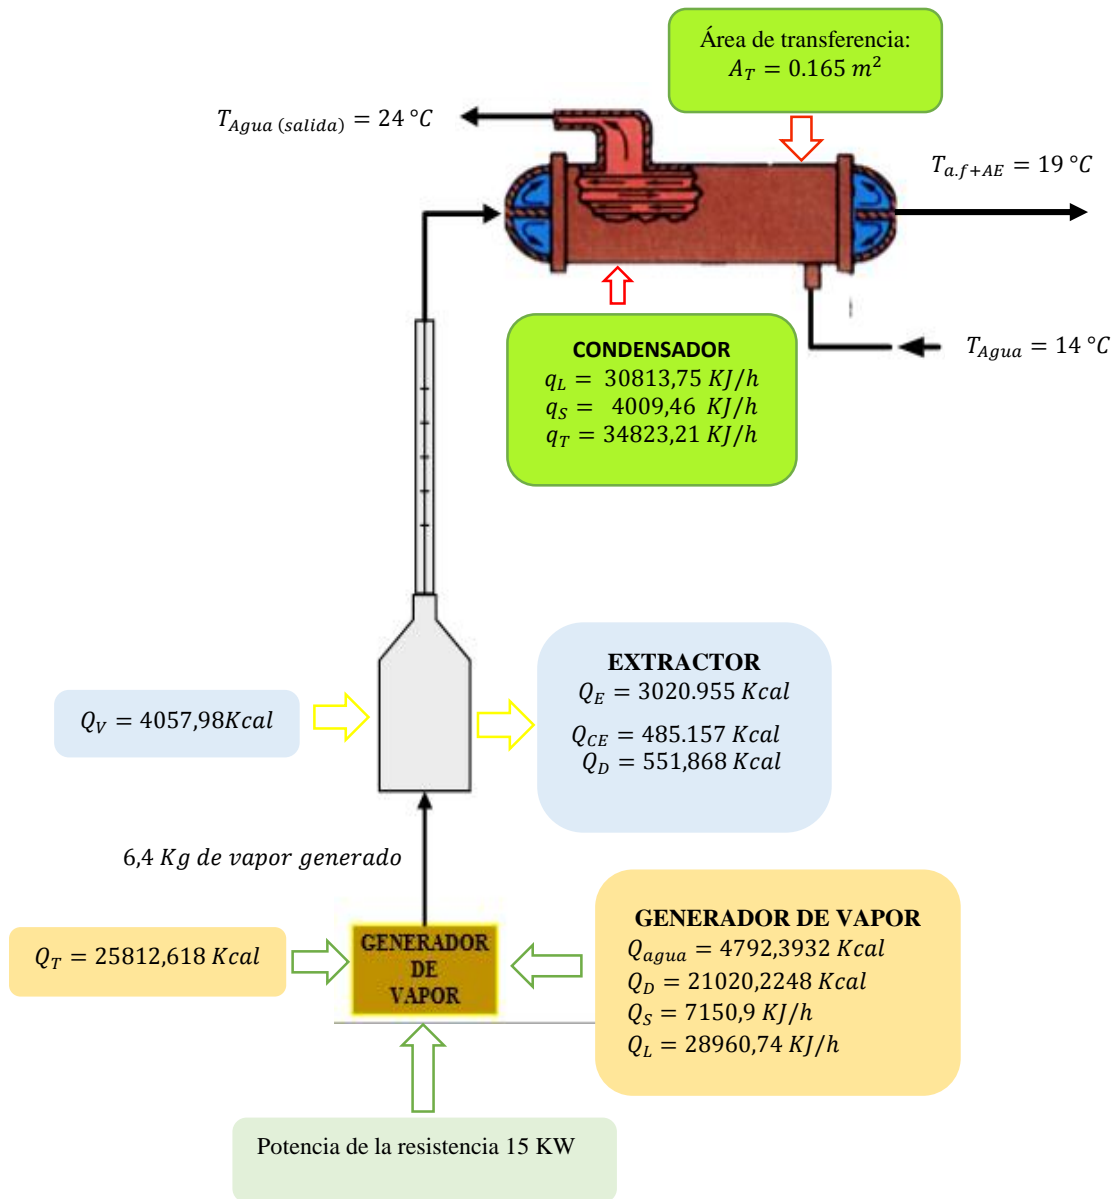 Área de transferencia:
A_T = 0.165 m²
T_Agua (salida) = 24 °C
T_a.f+AE = 19 °C
CONDENSADOR
q_L = 30813,75 KJ/h
q_S = 4009,46 KJ/h
q_T = 34823,21 KJ/h
T_Agua = 14 °C
EXTRACTOR
Q_E = 3020.955 Kcal
Q_CE = 485.157 Kcal
Q_D = 551,868 Kcal
Q_V = 4057,98Kcal
6,4 Kg de vapor generado
GENERADOR
DE
VAPOR
Q_T = 25812,618 Kcal
GENERADOR DE VAPOR
Q_agua = 4792,3932 Kcal
Q_D = 21020,2248 Kcal
Q_S = 7150,9 KJ/h
Q_L = 28960,74 KJ/h
Potencia de la resistencia 15 KW